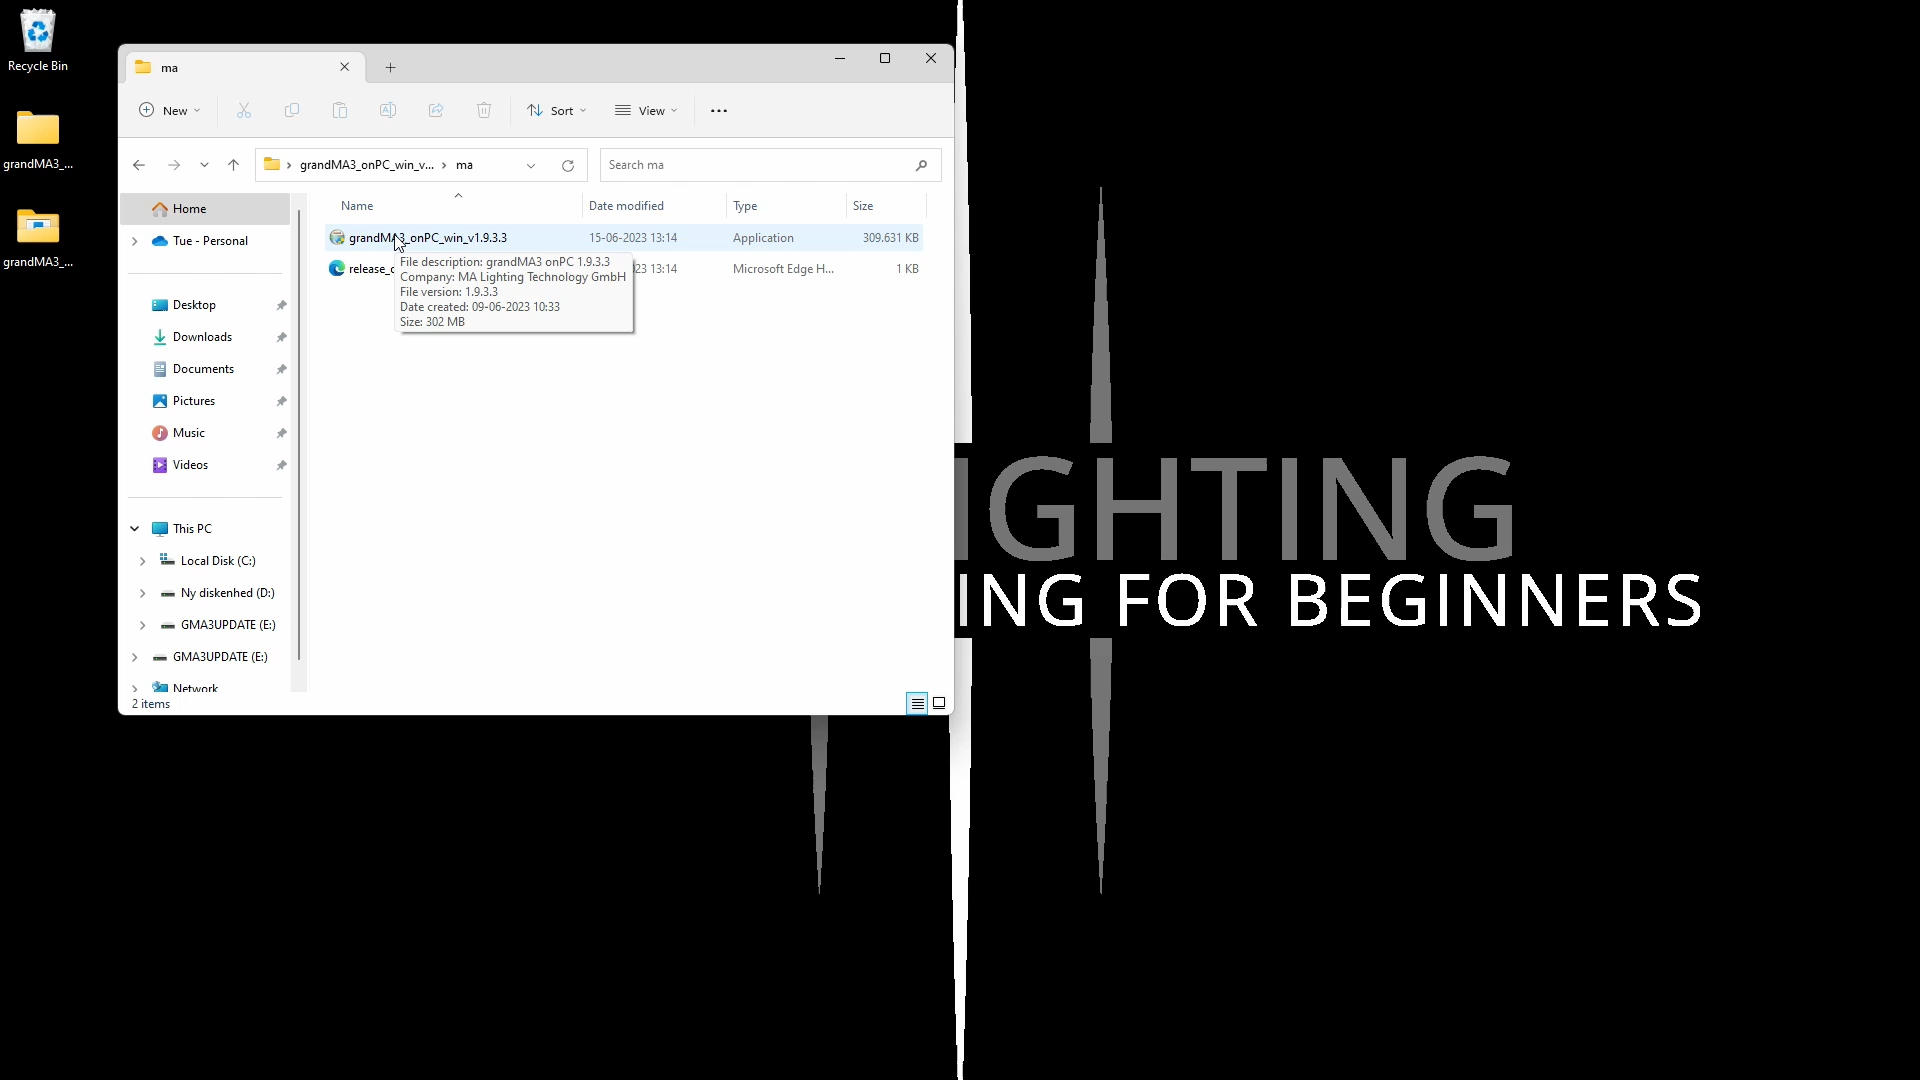 Recycle Bin
grandMA3_...
grandMA3_...
ma
New
Sort
View
grandMA3_onPC_win_v...
ma
Search ma
Home
Tue - Personal
Desktop
Downloads
Documents
Pictures
Music
Videos
This PC
Local Disk (C:)
Ny diskenhed (D:)
GMA3UPDATE (E:)
GMA3UPDATE (E:)
Network
Name Date modified Type Size
grandMA3_onPC_win_v1.9.3.3 15-06-2023 13:14 Application 309.631 KB
release_ 23 13:14 Microsoft Edge H... 1 KB
File description: grandMA3 onPC 1.9.3.3
Company: MA Lighting Technology GmbH
File version: 1.9.3.3
Date created: 09-06-2023 10:33
Size: 302 MB
2 items
IGHTING
ING FOR BEGINNERS